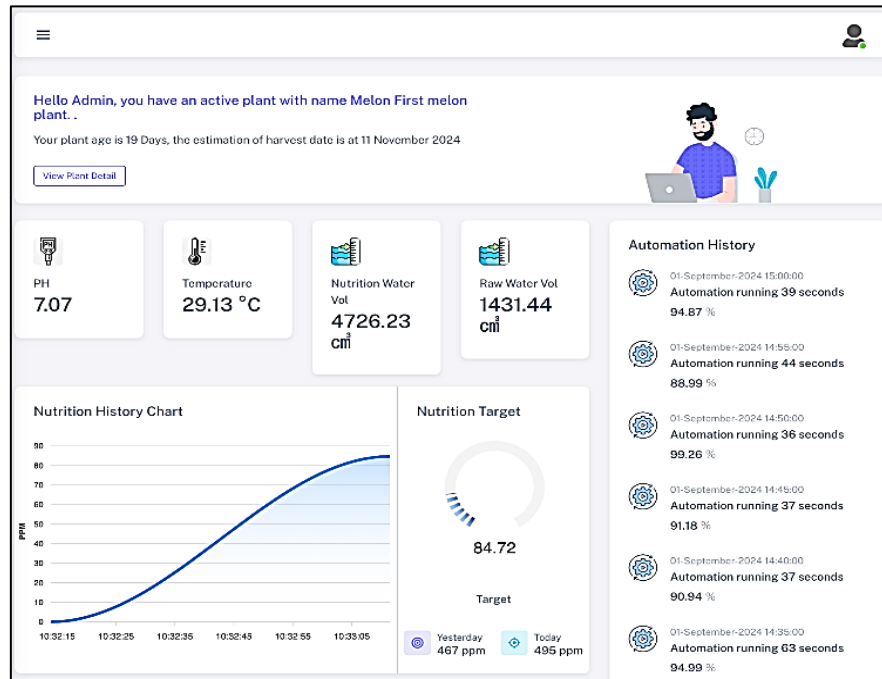 Hello Admin, you have an active plant with name Melon First melon
plant. .
Your plant age is 19 Days, the estimation of harvest date is at 11 November 2024
View Plant Detail
PH
PH
7.07
Temperature
29.13 °C
Nutrition Water
Vol
4726.23
cm³
Raw Water Vol
1431.44
cm³
Automation History
01-September-2024 15:00:00
Automation running 39 seconds
94.87 %
01-September-2024 14:55:00
Automation running 44 seconds
88.99 %
01-September-2024 14:50:00
Automation running 36 seconds
99.26 %
01-September-2024 14:45:00
Automation running 37 seconds
91.18 %
01-September-2024 14:40:00
Automation running 37 seconds
90.94 %
01-September-2024 14:35:00
Automation running 63 seconds
94.99 %
Nutrition History Chart
90
80
70
60
50
40
30
20
10
0
PPM
10:32:15
10:32:25
10:32:35
10:32:45
10:32:55
10:33:05
Nutrition Target
84.72
Target
Yesterday
467 ppm
Today
495 ppm